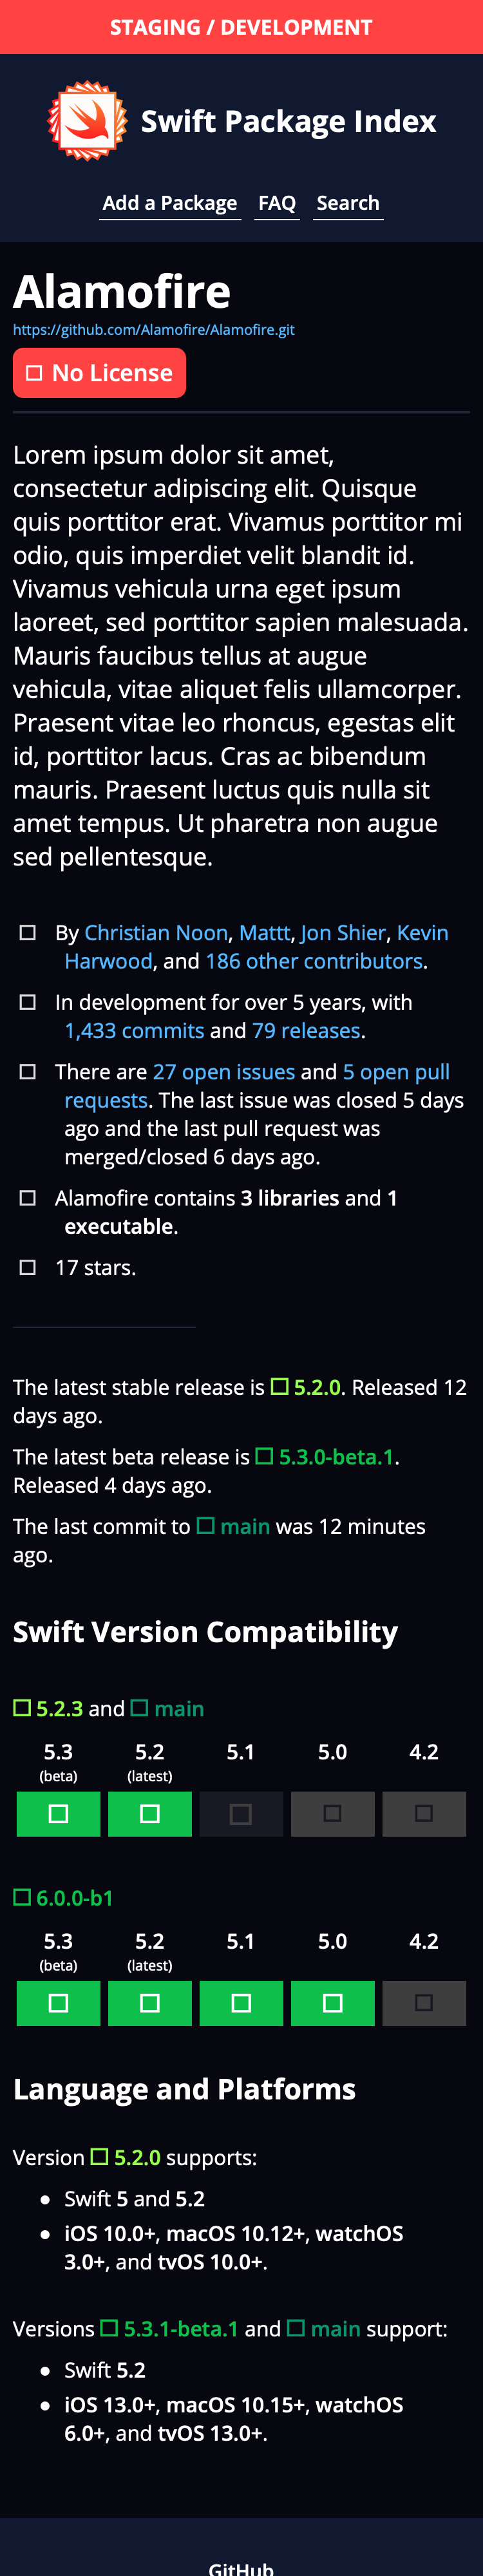 STAGING / DEVELOPMENT
Swift Package Index
Add a Package FAQ Search
Alamofire
https://github.com/Alamofire/Alamofire.git
No License
Lorem ipsum dolor sit amet,
consectetur adipiscing elit. Quisque
quis porttitor erat. Vivamus porttitor mi
odio, quis imperdiet velit blandit id.
Vivamus vehicula urna eget ipsum
laoreet, sed porttitor sapien malesuada.
Mauris faucibus tellus at augue
vehicula, vitae aliquet felis ullamcorper.
Praesent vitae leo rhoncus, egestas elit
id, porttitor lacus. Cras ac bibendum
mauris. Praesent luctus quis nulla sit
amet tempus. Ut pharetra non augue
sed pellentesque.
By Christian Noon, Mattt, Jon Shier, Kevin
Harwood, and 186 other contributors.
In development for over 5 years, with
1,433 commits and 79 releases.
There are 27 open issues and 5 open pull
requests. The last issue was closed 5 days
ago and the last pull request was
merged/closed 6 days ago.
Alamofire contains 3 libraries and 1
executable.
17 stars.
The latest stable release is 5.2.0. Released 12
days ago.
The latest beta release is 5.3.0-beta.1.
Released 4 days ago.
The last commit to main was 12 minutes
ago.
Swift Version Compatibility
5.2.3 and main
5.3 5.2 5.1 5.0 4.2
(beta) (latest)
6.0.0-b1
5.3 5.2 5.1 5.0 4.2
(beta) (latest)
Language and Platforms
Version 5.2.0 supports:
• Swift 5 and 5.2
• iOS 10.0+, macOS 10.12+, watchOS
3.0+, and tvOS 10.0+.
Versions 5.3.1-beta.1 and main support:
• Swift 5.2
• iOS 13.0+, macOS 10.15+, watchOS
6.0+, and tvOS 13.0+.
GitHub